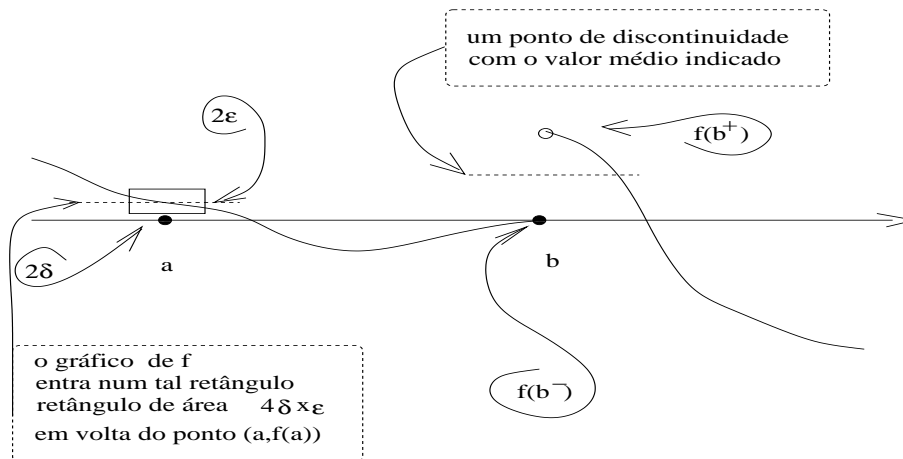 um ponto de discontinuidade
com o valor médio indicado
2ε
f(b⁺)
2δ
a
b
f(b⁻)
o gráfico de f
entra num tal retângulo
retângulo de área 4δxε
em volta do ponto (a,f(a))